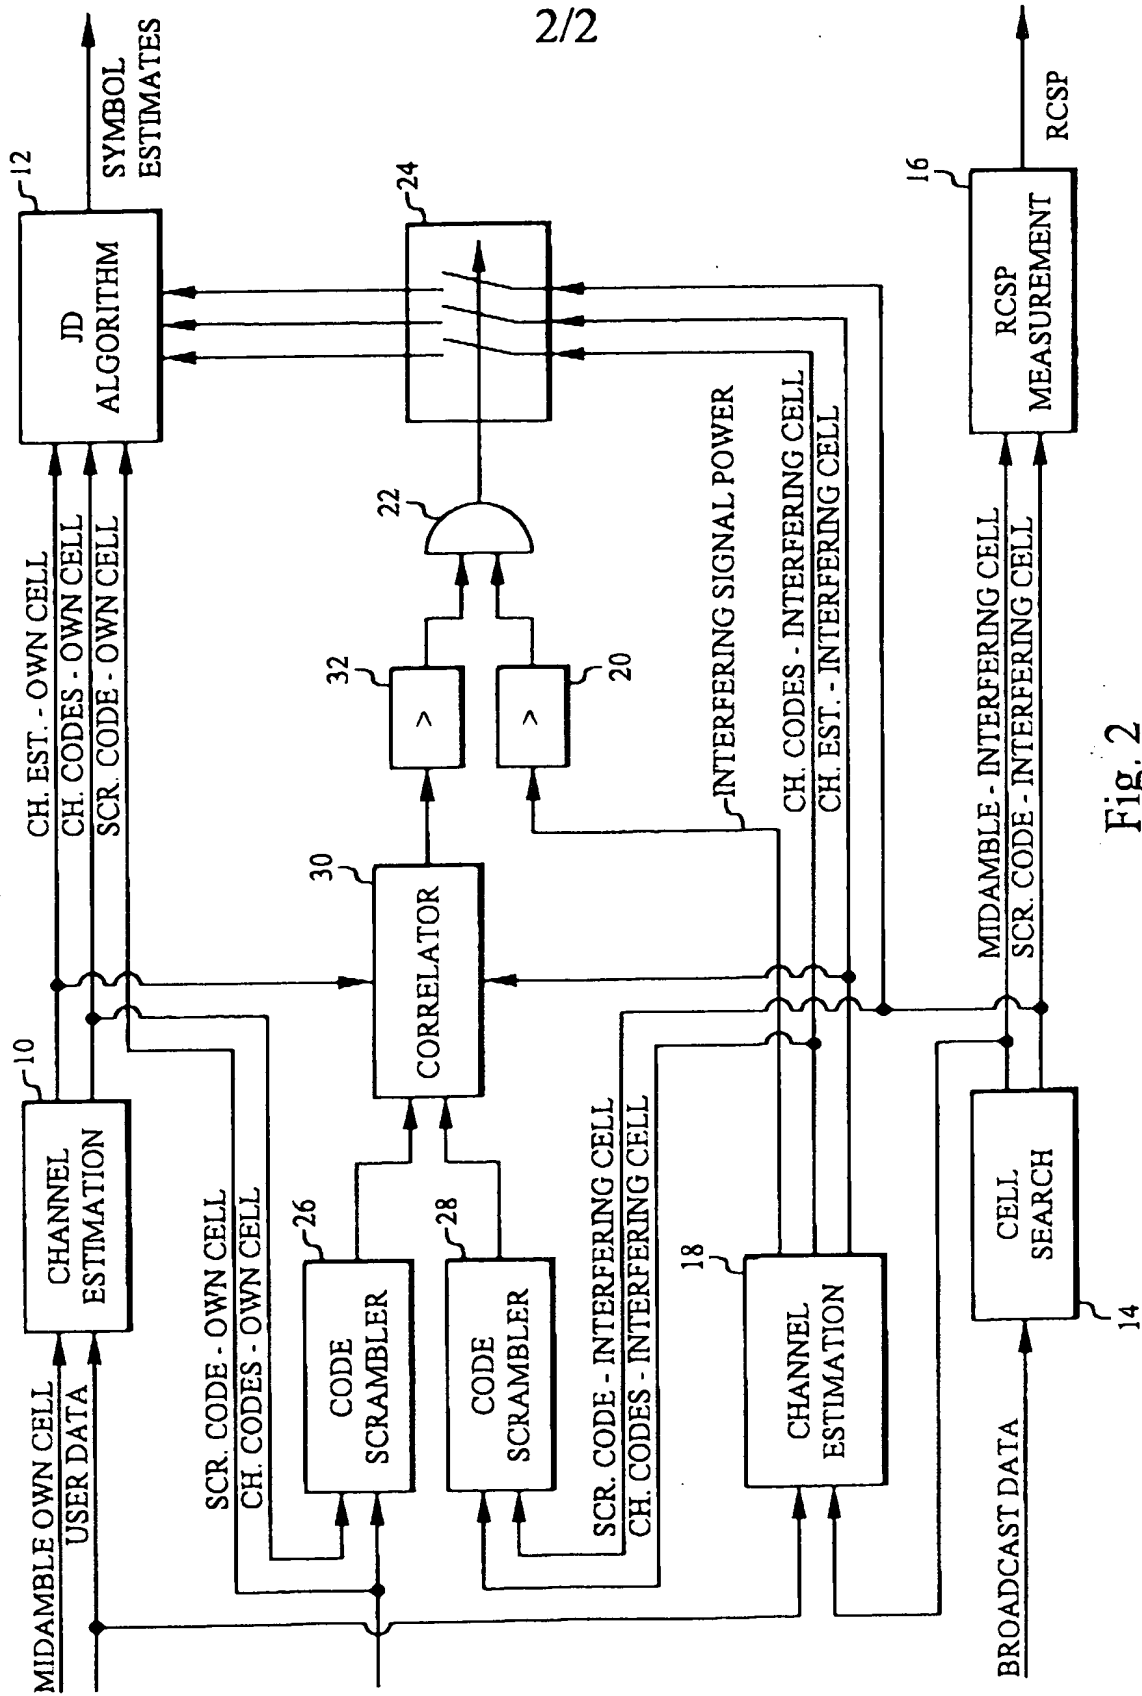 2/2
MIDAMBLE OWN CELL
USER DATA
10
CHANNEL
ESTIMATION
CH. EST. - OWN CELL
CH. CODES - OWN CELL
SCR. CODE - OWN CELL
12
JD
ALGORITHM
SYMBOL
ESTIMATES
SCR. CODE - OWN CELL
CH. CODES - OWN CELL
26
CODE
SCRAMBLER
28
CODE
SCRAMBLER
30
CORRELATOR
32
>
20
>
22
24
SCR. CODE - INTERFERING CELL
CH. CODES - INTERFERING CELL
INTERFERING SIGNAL POWER
CH. CODES - INTERFERING CELL
CH. EST. - INTERFERING CELL
18
CHANNEL
ESTIMATION
BROADCAST DATA
14
CELL
SEARCH
MIDAMBLE - INTERFERING CELL
SCR. CODE - INTERFERING CELL
16
RCSP
MEASUREMENT
RCSP
Fig. 2